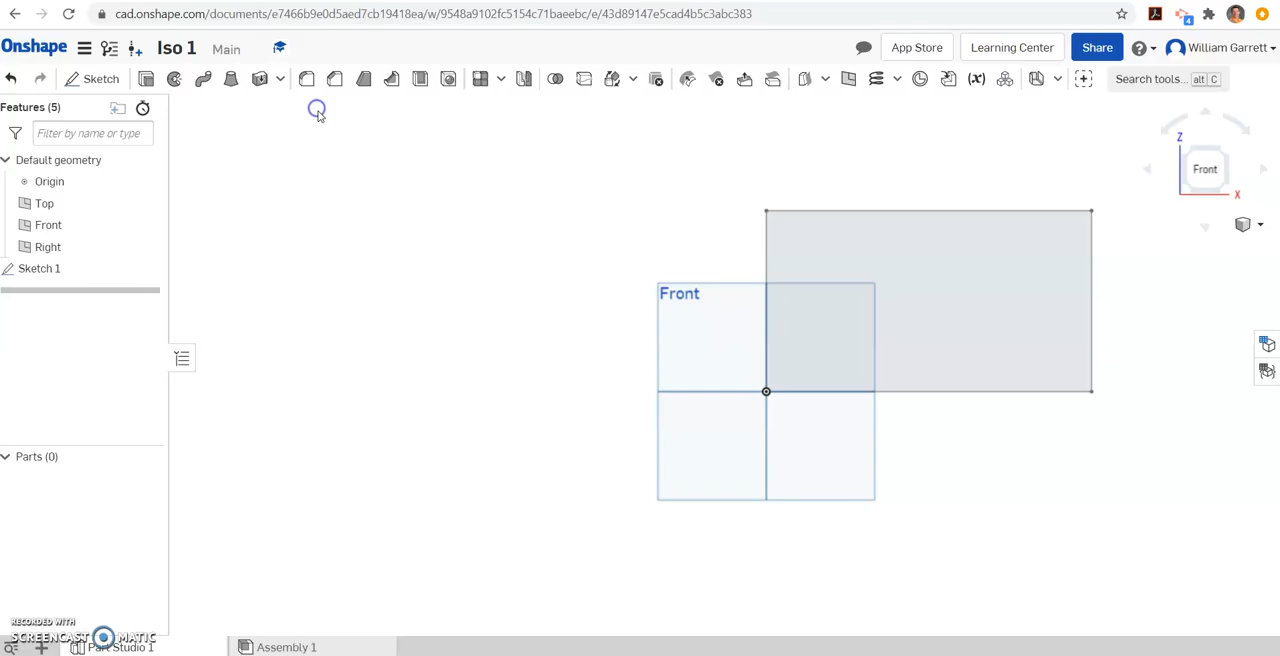 cad.onshape.com/documents/e7466b9e0d5aed7cb19418ea/w/9548a9102fc5154c71baeebc/e/43d89147e5cad4b5c3abc383
4
Onshape Iso 1 Main App Store Learning Center Share William Garrett
Sketch (x) Search tools... alt C
Features (5)
Filter by name or type
Default geometry
Origin
Top
Front
Right
Sketch 1
Parts (0)
Front
Z
Front
X
RECORDED WITH
SCREENCAST MATIC
Part Studio 1 Assembly 1